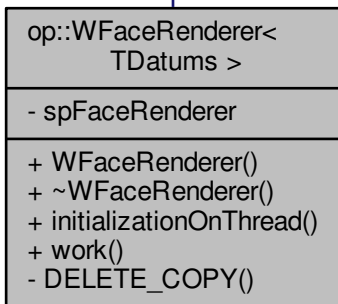 op::WFaceRenderer<
TDatums >
- spFaceRenderer
+ WFaceRenderer()
+ ~WFaceRenderer()
+ initializationOnThread()
+ work()
- DELETE_COPY()